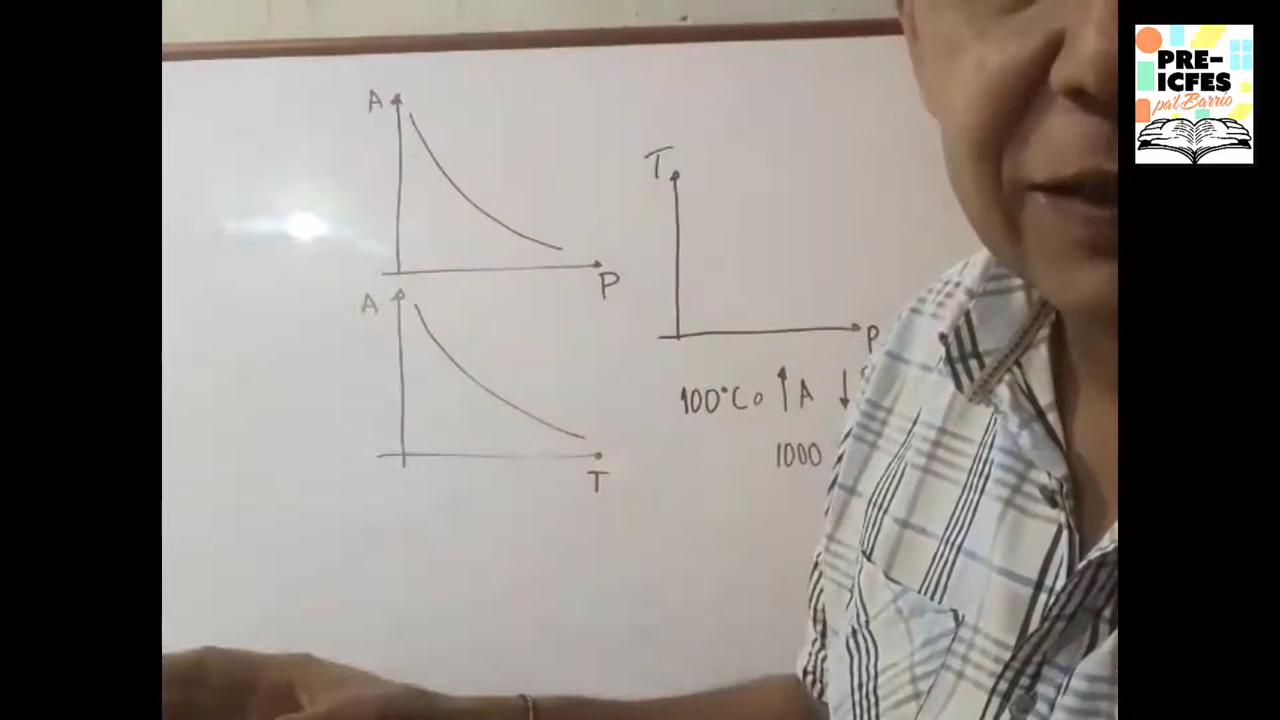 PRE-
ICFES
pa'l Barrio
A
P
A
T
T
P
100°C ↑ A ↓
1000